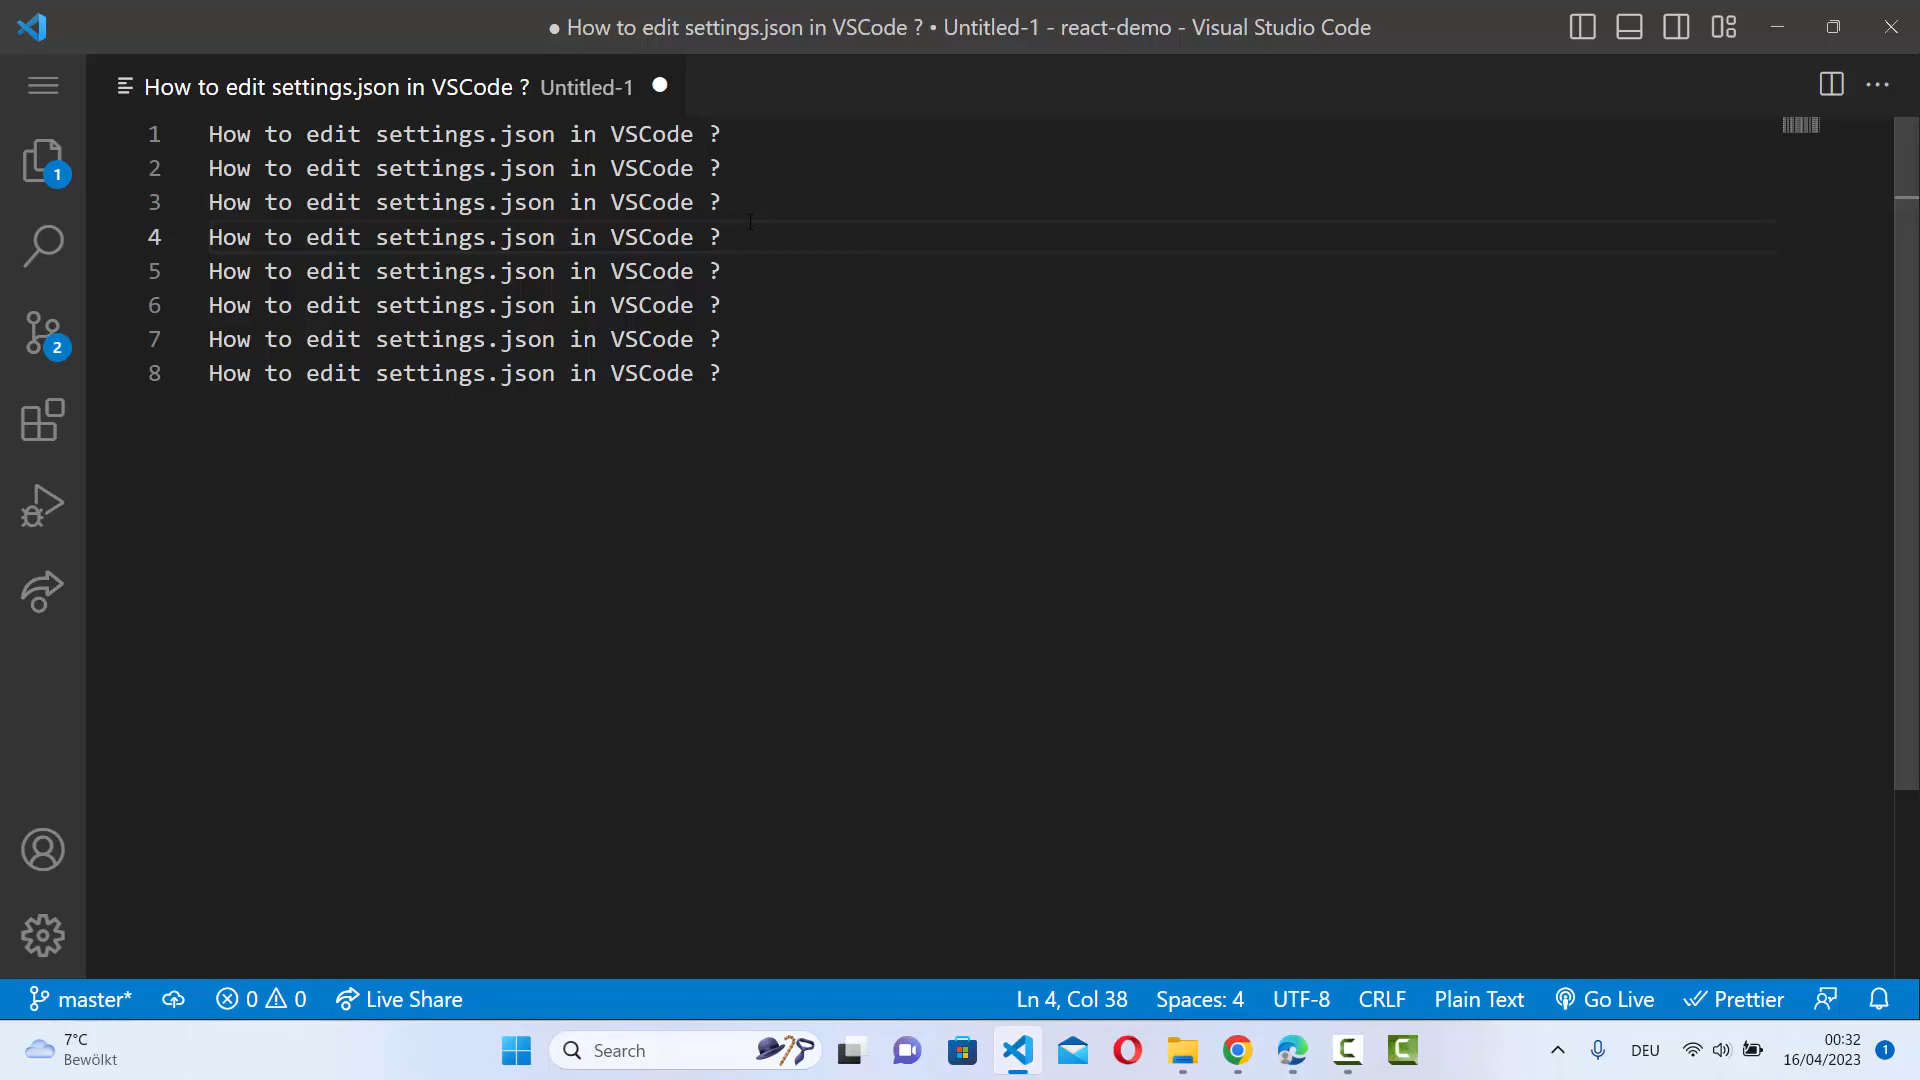 ● How to edit settings.json in VSCode ? • Untitled-1 - react-demo - Visual Studio Code
How to edit settings.json in VSCode ? Untitled-1
1 How to edit settings.json in VSCode ?
2 How to edit settings.json in VSCode ?
3 How to edit settings.json in VSCode ?
4 How to edit settings.json in VSCode ?
5 How to edit settings.json in VSCode ?
6 How to edit settings.json in VSCode ?
7 How to edit settings.json in VSCode ?
8 How to edit settings.json in VSCode ?
1
2
master* 0 0 Live Share Ln 4, Col 38 Spaces: 4 UTF-8 CRLF Plain Text Go Live Prettier
7°C
Bewölkt
Search
DEU
00:32
16/04/2023
1